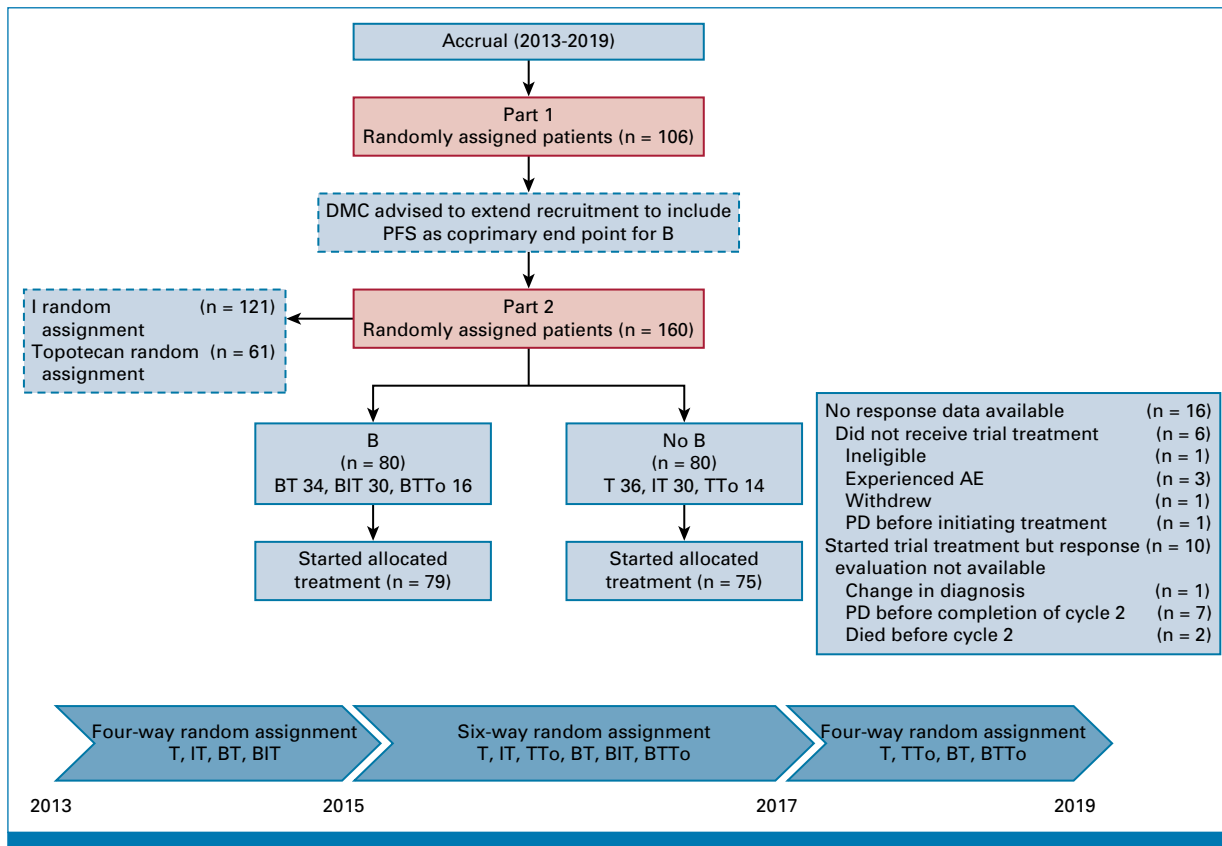 Accrual (2013-2019)
Part 1
Randomly assigned patients (n = 106)
DMC advised to extend recruitment to include
PFS as coprimary end point for B
I random (n = 121)
assignment
Topotecan random (n = 61)
assignment
Part 2
Randomly assigned patients (n = 160)
B
(n = 80)
BT 34, BIT 30, BTTo 16
No B
(n = 80)
T 36, IT 30, TTo 14
Started allocated
treatment (n = 79)
Started allocated
treatment (n = 75)
No response data available (n = 16)
Did not receive trial treatment (n = 6)
Ineligible (n = 1)
Experienced AE (n = 3)
Withdrew (n = 1)
PD before initiating treatment (n = 1)
Started trial treatment but response (n = 10)
evaluation not available
Change in diagnosis (n = 1)
PD before completion of cycle 2 (n = 7)
Died before cycle 2 (n = 2)
Four-way random assignment
T, IT, BT, BIT
Six-way random assignment
T, IT, TTo, BT, BIT, BTTo
Four-way random assignment
T, TTo, BT, BTTo
2013 2015 2017 2019